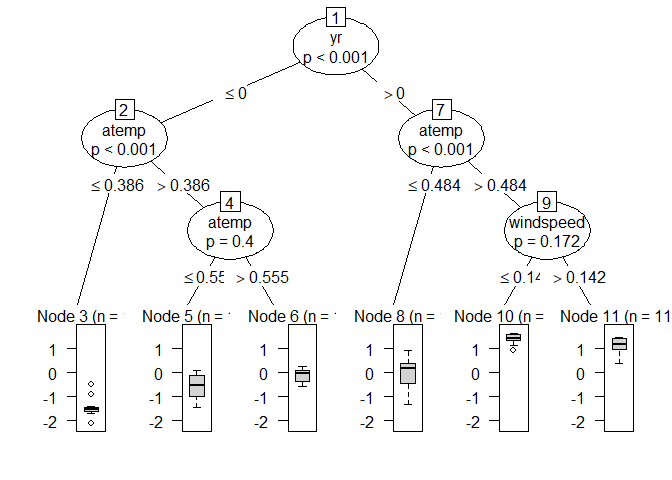 1
yr
p < 0.001
≤ 0
> 0
2
atemp
p < 0.001
7
atemp
p < 0.001
≤ 0.386
> 0.386
≤ 0.484
> 0.484
4
atemp
p = 0.4
9
windspeed
p = 0.172
≤ 0.55
> 0.555
≤ 0.14
> 0.142
Node 3 (n =
Node 5 (n =
Node 6 (n =
Node 8 (n =
Node 10 (n =
Node 11 (n = 11
1
0
-1
-2
1
0
-1
-2
1
0
-1
-2
1
0
-1
-2
1
0
-1
-2
1
0
-1
-2